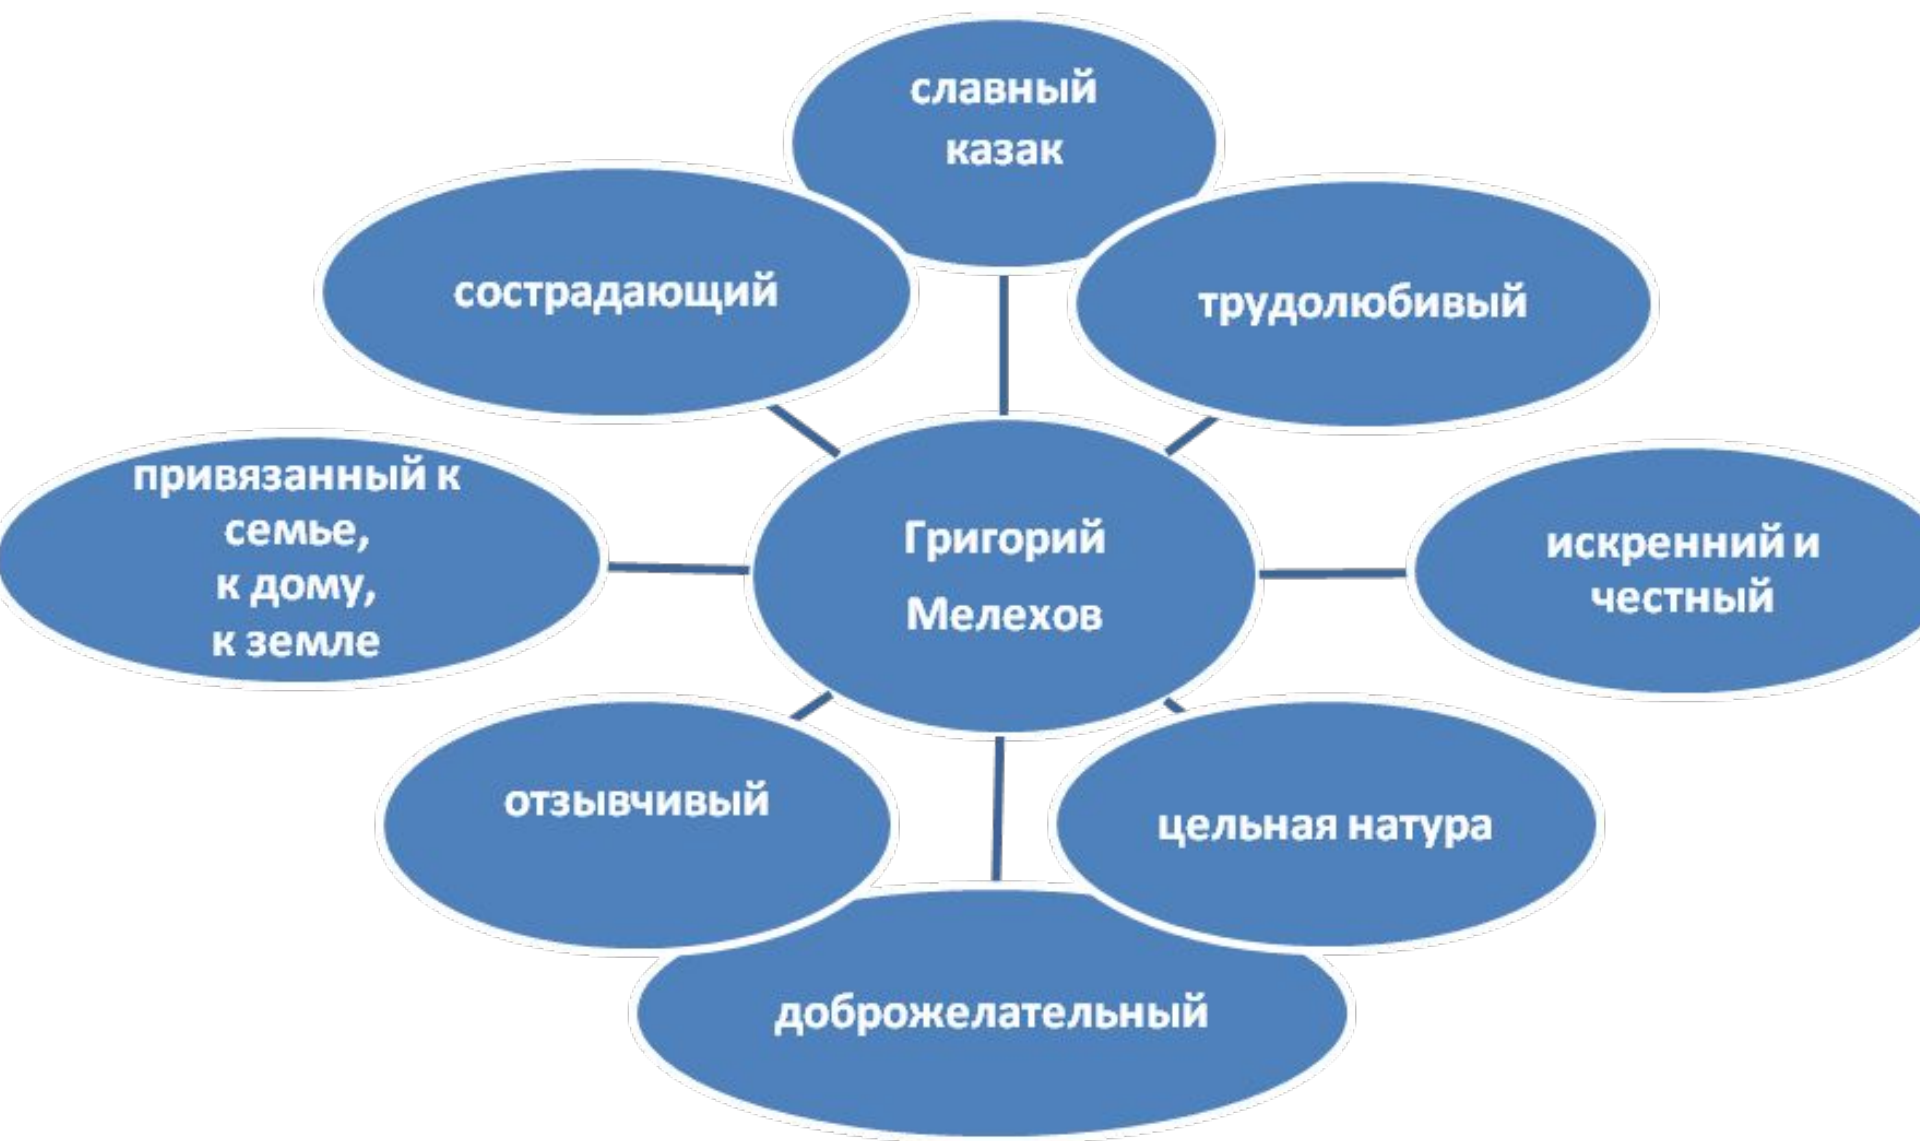 славный
казак
сострадающий
трудолюбивый
привязанный к
семье,
к дому,
к земле
Григорий
Мелехов
искренний и
честный
отзывчивый
цельная натура
доброжелательный